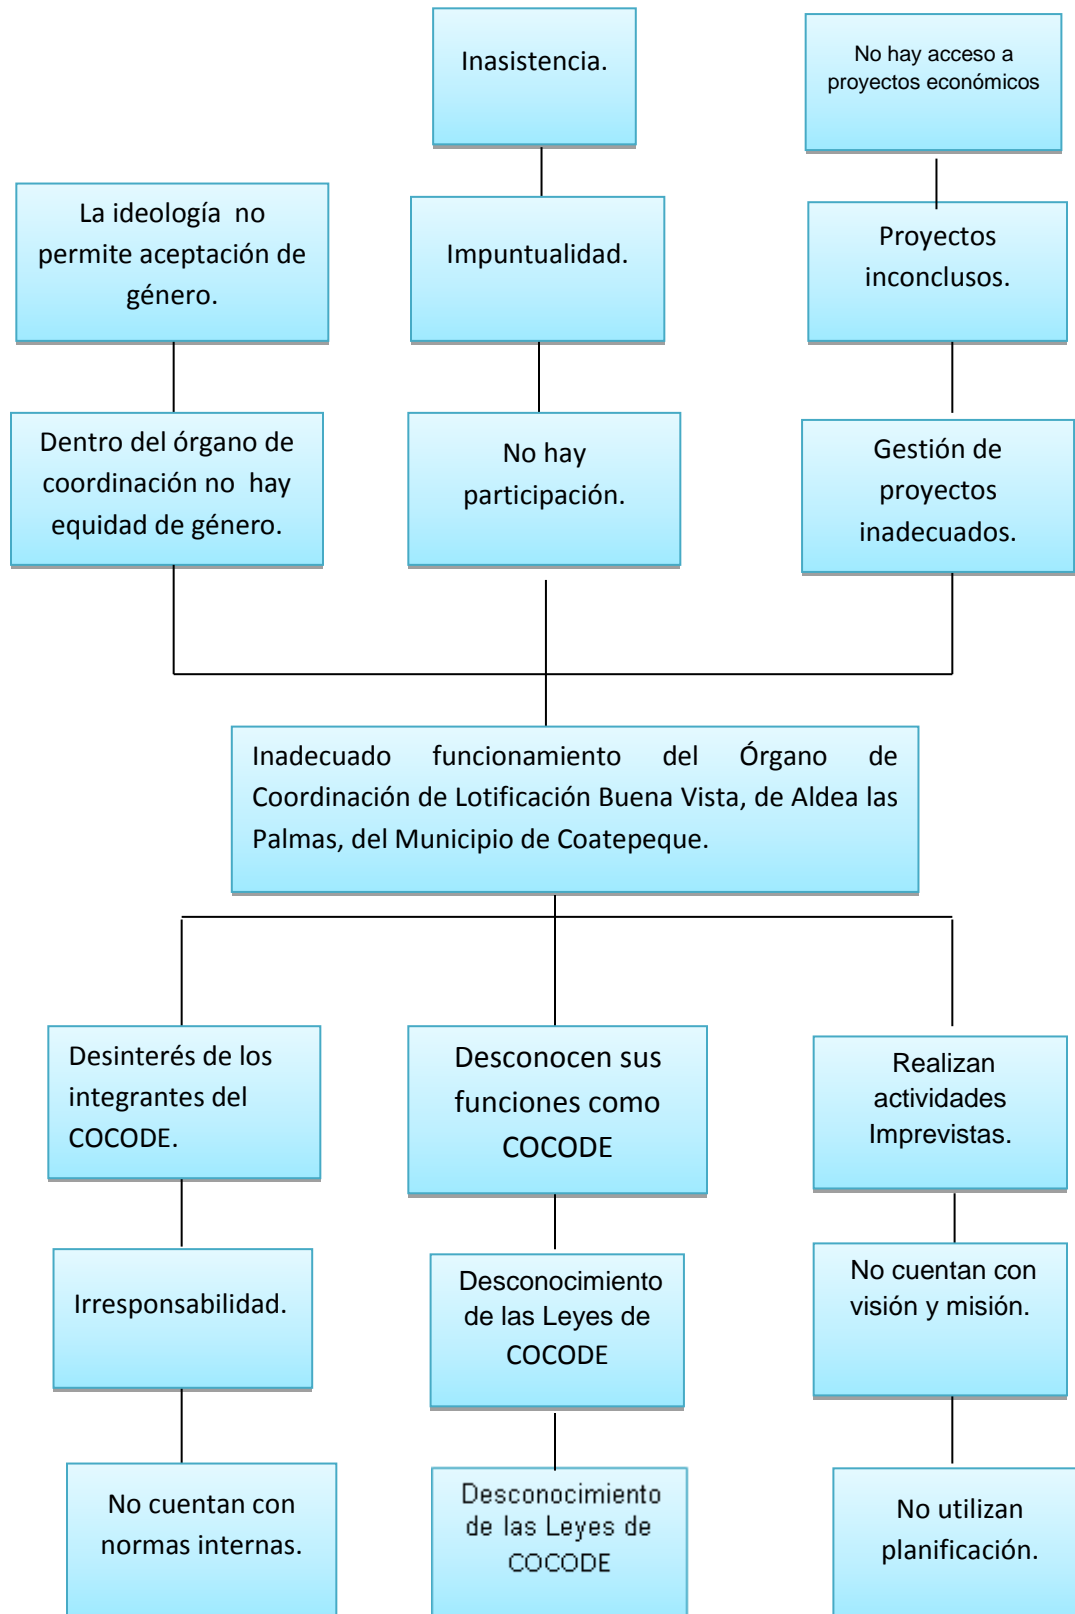 Inasistencia.
No hay acceso a
proyectos económicos
La ideología no
permite aceptación de
género.
Impuntualidad.
Proyectos
inconclusos.
Dentro del órgano de
coordinación no hay
equidad de género.
No hay
participación.
Gestión de
proyectos
inadecuados.
Inadecuado funcionamiento del Órgano de
Coordinación de Lotificación Buena Vista, de Aldea las
Palmas, del Municipio de Coatepeque.
Desinterés de los
integrantes del
COCODE.
Desconocen sus
funciones como
COCODE
Realizan
actividades
Imprevistas.
Irresponsabilidad.
Desconocimiento
de las Leyes de
COCODE
No cuentan con
visión y misión.
No cuentan con
normas internas.
Desconocimiento
de las Leyes de
COCODE
No utilizan
planificación.